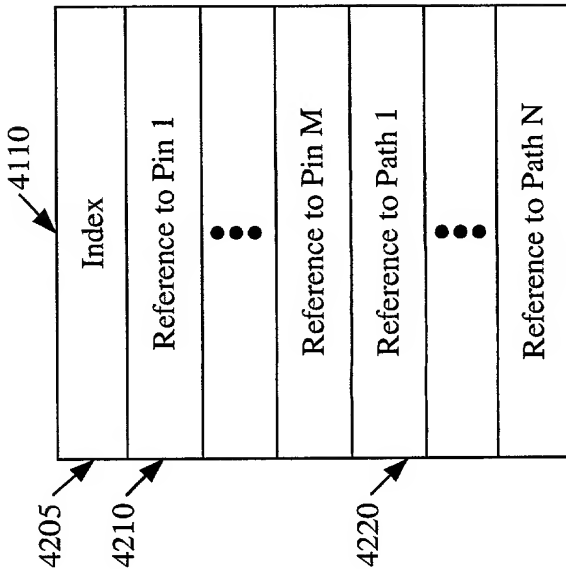 4110
4205
Index
4210
Reference to Pin 1
Reference to Pin M
4220
Reference to Path 1
Reference to Path N